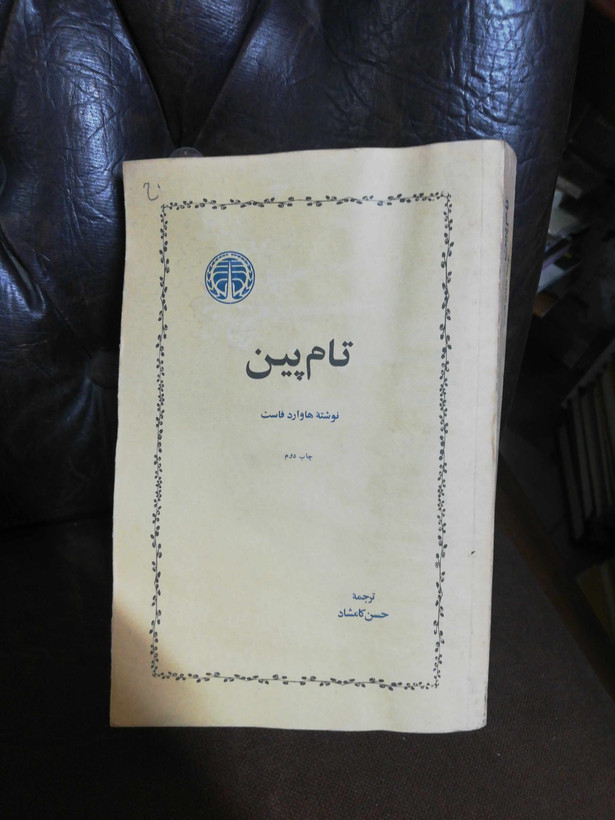 تام پین
نوشتهٔ هاوارد فاست
چاپ دوم
ترجمهٔ
حسن کامشاد